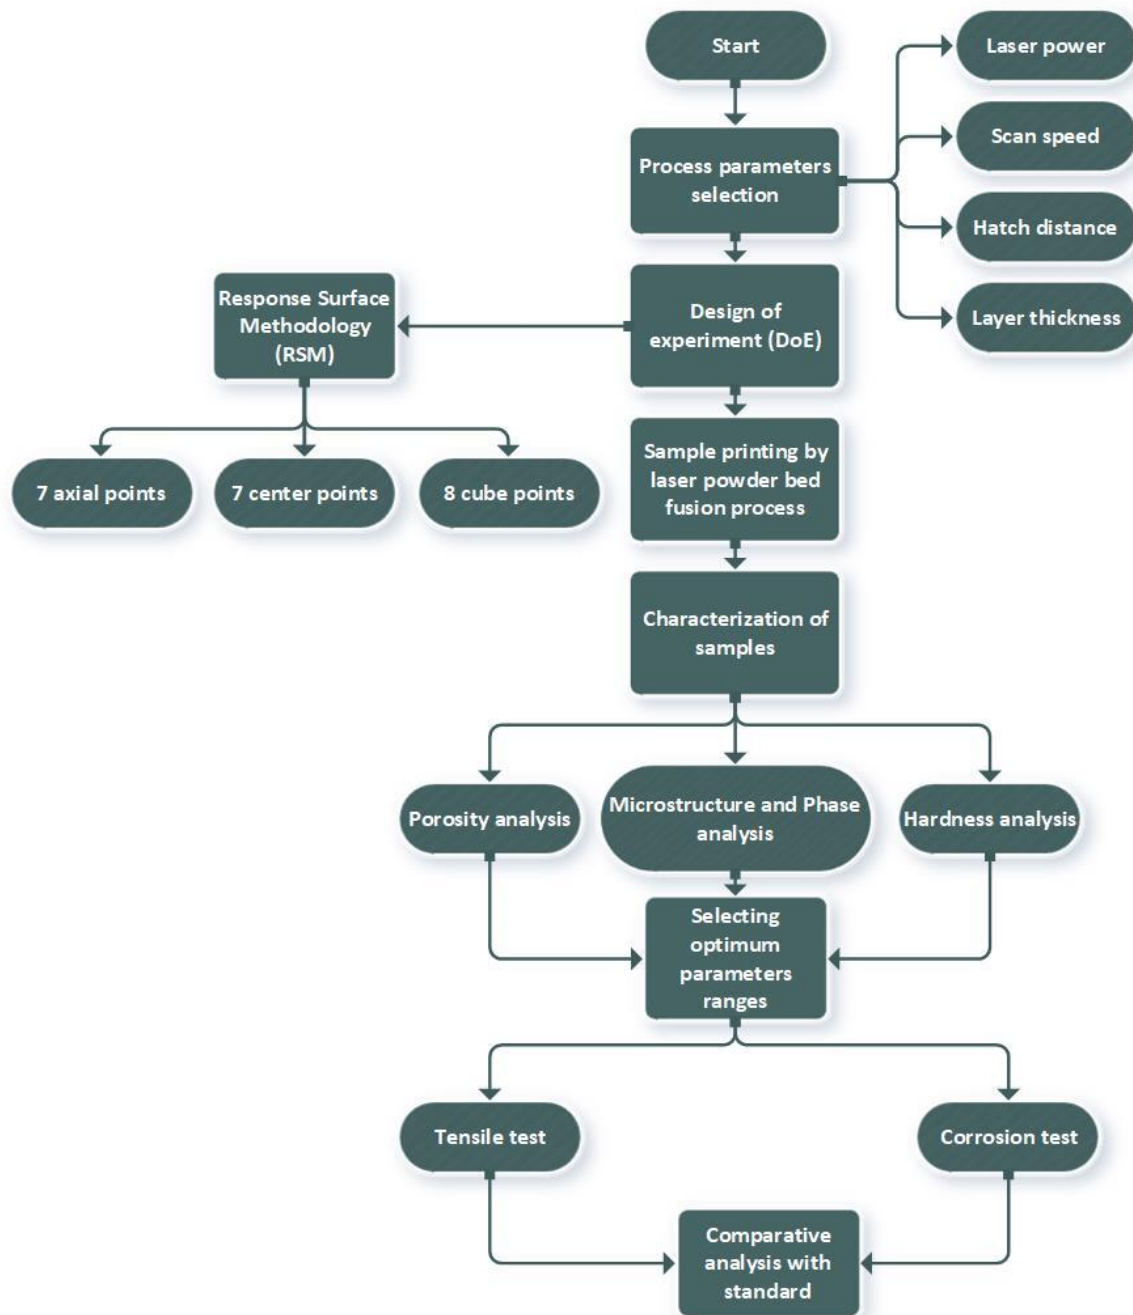 Start
Laser power
Process parameters
selection
Scan speed
Hatch distance
Layer thickness
Response Surface
Methodology
(RSM)
Design of
experiment (DoE)
7 axial points
7 center points
8 cube points
Sample printing by
laser powder bed
fusion process
Characterization of
samples
Porosity analysis
Microstructure and Phase
analysis
Hardness analysis
Selecting
optimum
parameters
ranges
Tensile test
Corrosion test
Comparative
analysis with
standard